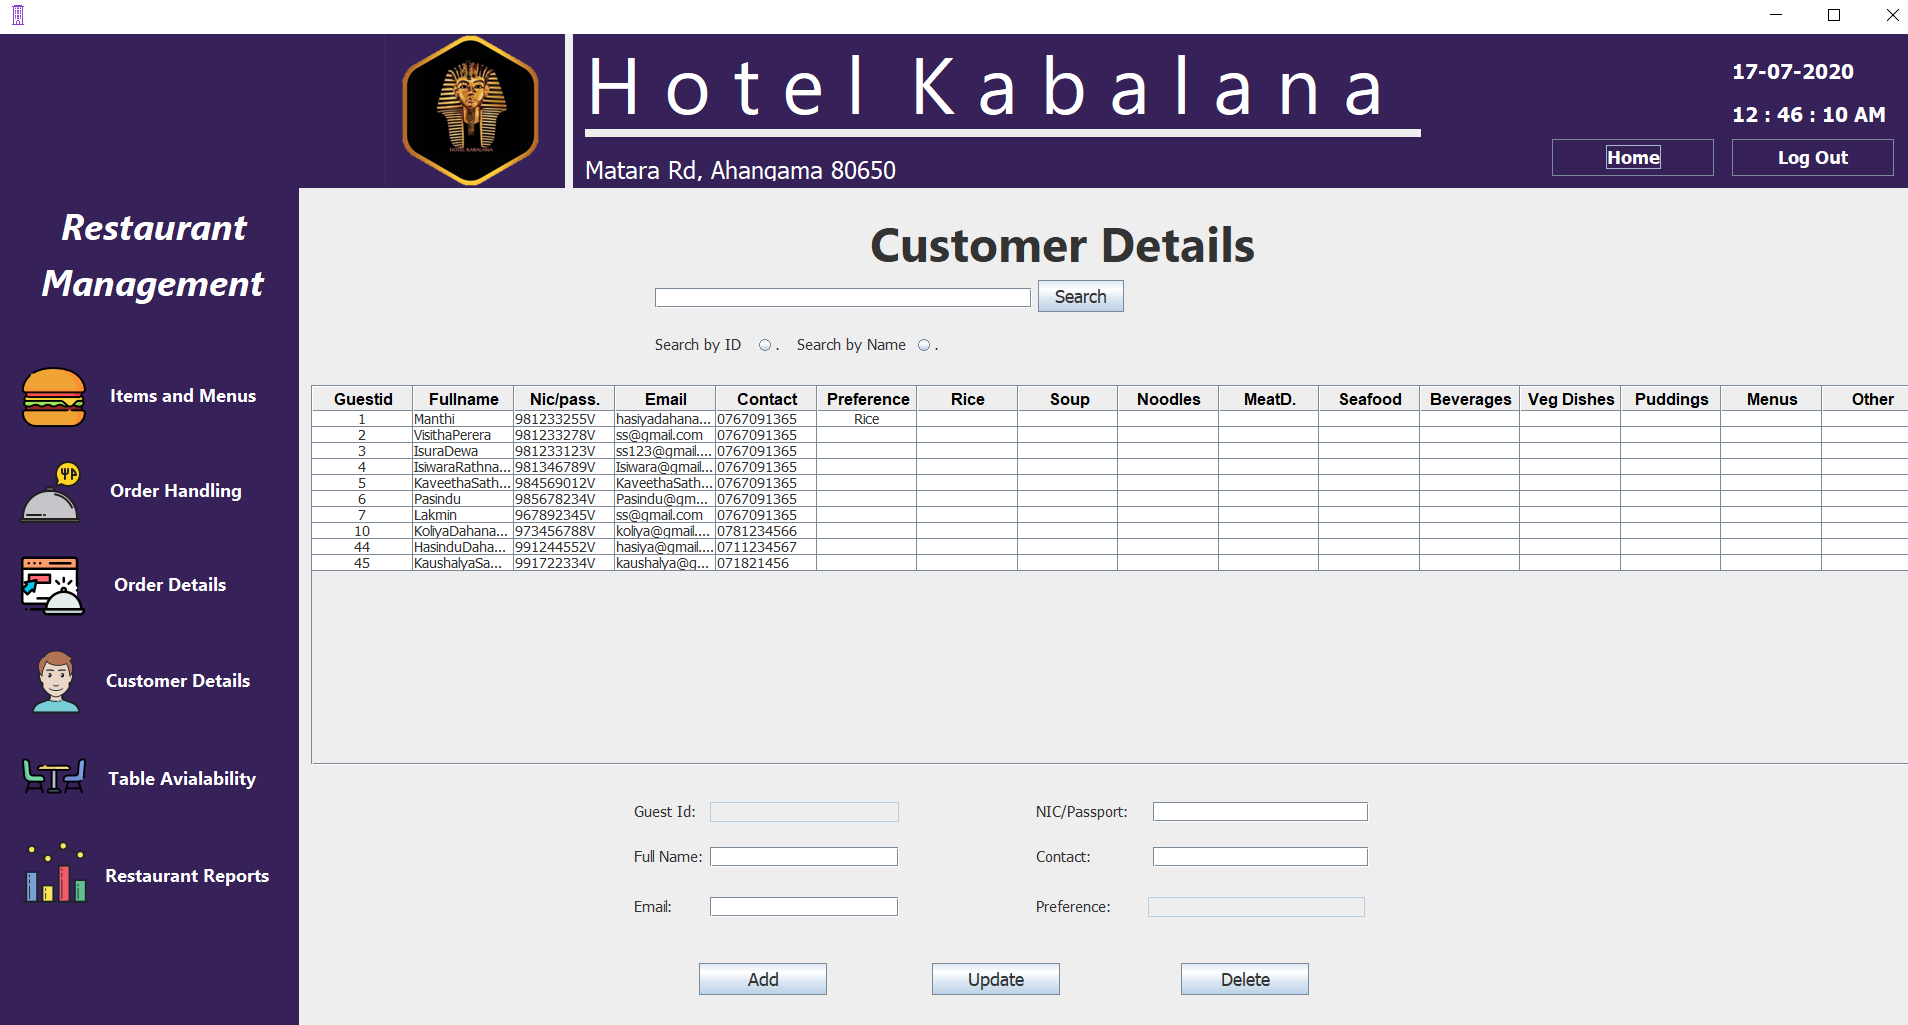 HOTEL KABALANA
Hotel Kabalana
Matara Rd, Ahangama 80650
17-07-2020
12 : 46 : 10 AM
Home Log Out
Restaurant
Management
Items and Menus
Order Handling
Order Details
Customer Details
Table Avialability
Restaurant Reports
Customer Details
Search
Search by ID . Search by Name .
Guestid Fullname Nic/pass. Email Contact Preference Rice Soup Noodles MeatD. Seafood Beverages Veg Dishes Puddings Menus Other
1 Manthi 981233255V hasiyadahana... 0767091365 Rice
2 VisithaPerera 981233278V ss@gmail.com 0767091365
3 IsuraDewa 981233123V ss123@gmail.... 0767091365
4 IsiwaraRathna... 981346789V Isiwara@gmail... 0767091365
5 KaveethaSath... 984569012V KaveethaSath... 0767091365
6 Pasindu 985678234V Pasindu@gm... 0767091365
7 Lakmin 967892345V ss@gmail.com 0767091365
10 KoliyaDahana... 973456788V koliya@gmail.... 0781234566
44 HasinduDaha... 991244552V hasiya@gmail.... 0711234567
45 KaushalyaSa... 991722334V kaushalya@g... 071821456
Guest Id: NIC/Passport:
Full Name: Contact:
Email: Preference:
Add Update Delete